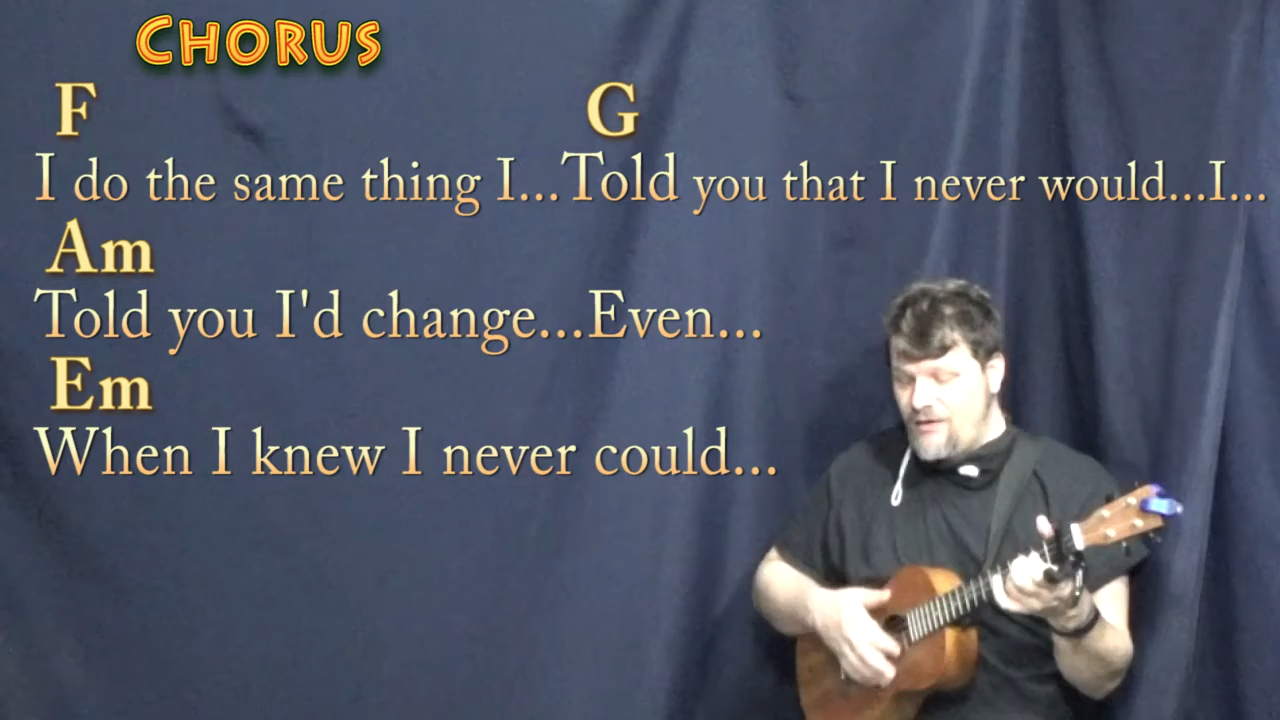 CHORUS
F G
I do the same thing I...Told you that I never would...I...
Am
Told you I'd change...Even...
Em
When I knew I never could...